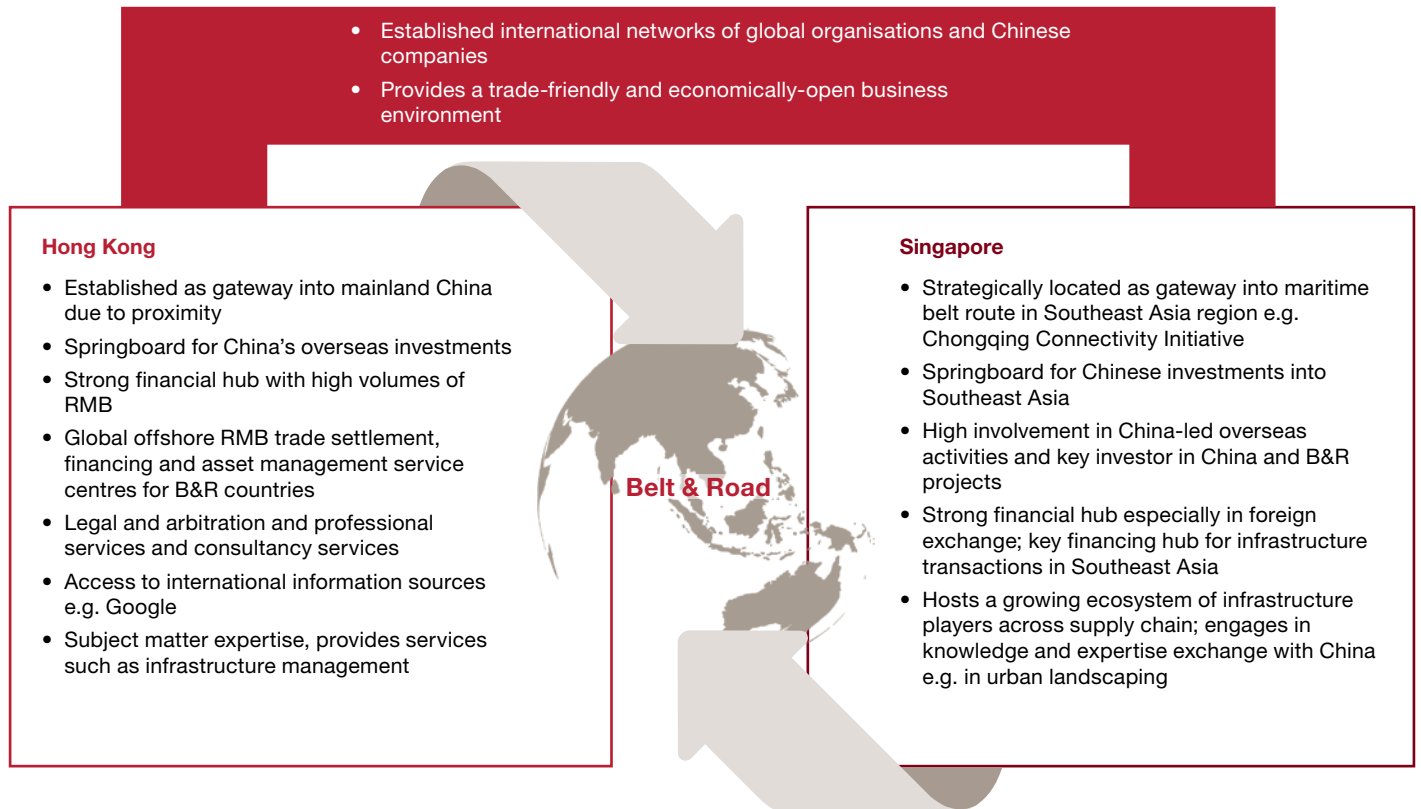 • Established international networks of global organisations and Chinese
companies
• Provides a trade-friendly and economically-open business
environment
Hong Kong
• Established as gateway into mainland China
due to proximity
• Springboard for China's overseas investments
• Strong financial hub with high volumes of
RMB
• Global offshore RMB trade settlement,
financing and asset management service
centres for B&R countries
• Legal and arbitration and professional
services and consultancy services
• Access to international information sources
e.g. Google
• Subject matter expertise, provides services
such as infrastructure management
Belt & Road
Singapore
• Strategically located as gateway into maritime
belt route in Southeast Asia region e.g.
Chongqing Connectivity Initiative
• Springboard for Chinese investments into
Southeast Asia
• High involvement in China-led overseas
activities and key investor in China and B&R
projects
• Strong financial hub especially in foreign
exchange; key financing hub for infrastructure
transactions in Southeast Asia
• Hosts a growing ecosystem of infrastructure
players across supply chain; engages in
knowledge and expertise exchange with China
e.g. in urban landscaping